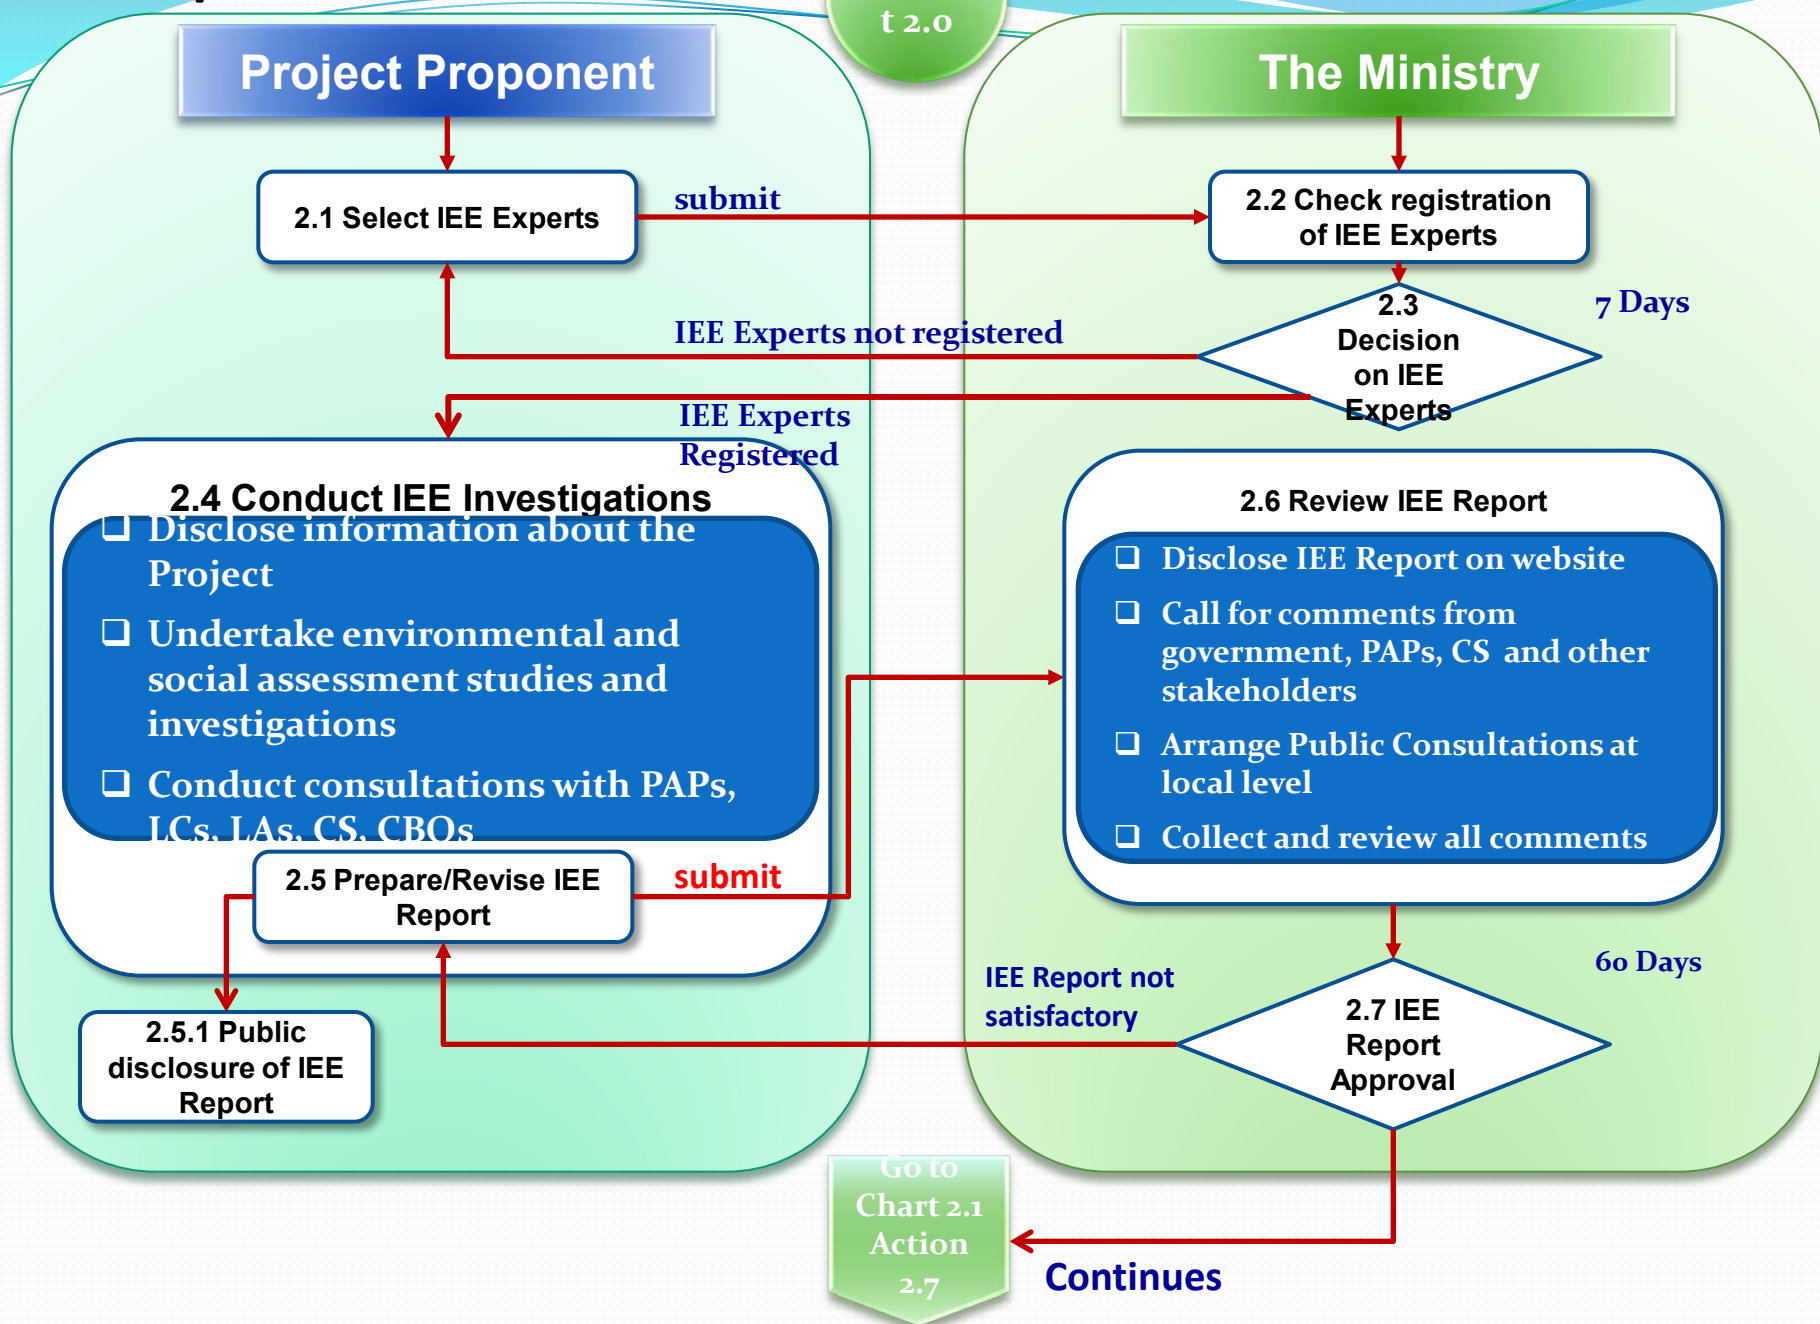 t 2.0
Project Proponent
The Ministry
2.1 Select IEE Experts
submit
2.2 Check registration
of IEE Experts
2.3
Decision
on IEE
Experts
7 Days
IEE Experts not registered
IEE Experts
Registered
2.4 Conduct IEE Investigations
❑ Disclose information about the
Project
❑ Undertake environmental and
social assessment studies and
investigations
❑ Conduct consultations with PAPs,
LCs, LAs, CS, CBOs
2.5 Prepare/Revise IEE
Report
submit
2.5.1 Public
disclosure of IEE
Report
2.6 Review IEE Report
❑ Disclose IEE Report on website
❑ Call for comments from
government, PAPs, CS and other
stakeholders
❑ Arrange Public Consultations at
local level
❑ Collect and review all comments
60 Days
IEE Report not
satisfactory
2.7 IEE
Report
Approval
Go to
Chart 2.1
Action
2.7
Continues